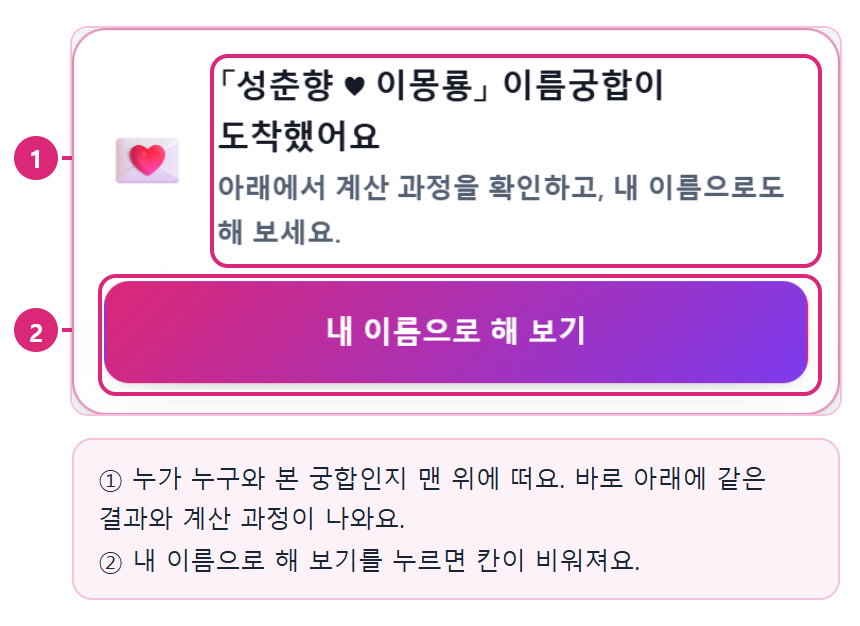 「성춘향 ♥ 이몽룡」 이름궁합이
도착했어요
아래에서 계산 과정을 확인하고, 내 이름으로도
해 보세요.
1
내 이름으로 해 보기
2
① 누가 누구와 본 궁합인지 맨 위에 떠요. 바로 아래에 같은
결과와 계산 과정이 나와요.
② 내 이름으로 해 보기를 누르면 칸이 비워져요.